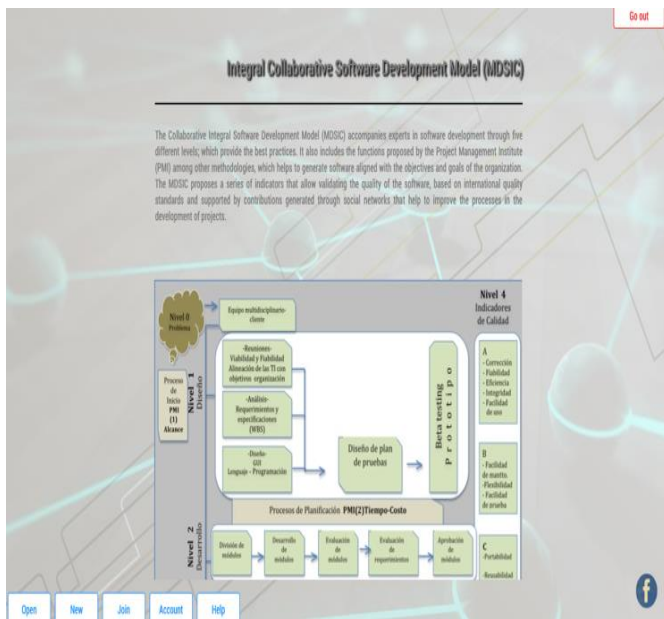 Go out
Integral Collaborative Software Development Model (MDSIC)
The Collaborative Integral Software Development Model (MDSIC) accompanies experts in software development through five
different levels; which provide the best practices. It also includes the functions proposed by the Project Management Institute
(PMI) among other methodologies, which helps to generate software aligned with the objectives and goals of the organization.
The MDSIC proposes a series of indicators that allow validating the quality of the software, based on international quality
standards and supported by contributions generated through social networks that help to improve the processes in the
development of projects.
Nivel 0
Problema
Equipo multidisciplinario-
cliente
Nivel 4
Indicadores
de Calidad
Proceso
de
Inicio
PMI
(1)
Alcance
Nivel 1
Diseño
-Reuniones-
Viabilidad y Fiabilidad
Alineación de las TI con
objetivos organización
-Análisis-
Requerimientos y
especificaciones
(WBS)
-Diseño-
GUI
Lenguaje - Programación
Diseño de plan
de pruebas
Beta testing
Prototipo
A
- Corrección
- Fiabilidad
- Eficiencia
- Integridad
- Facilidad
de uso
B
- Facilidad
de mantto.
-Flexibilidad
- Facilidad
de prueba
C
-Portabilidad
-Reusabilidad
Procesos de Planificación PMI(2)Tiempo-Costo
Nivel 2
Desarrollo
División de
módulos
Desarrollo
de
módulos
Evaluación
de
módulos
Evaluación
de
requerimientos
Aprobación
de
módulos
Open
New
Join
Account
Help
f